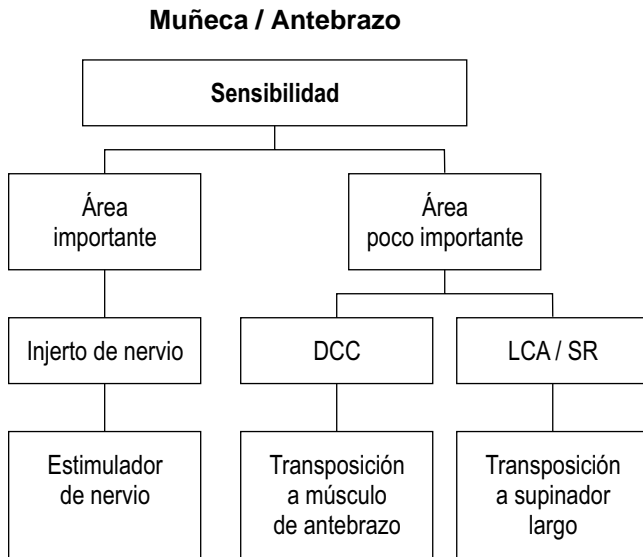 Muñeca / Antebrazo
Sensibilidad
Área
importante
Área
poco importante
Injerto de nervio
DCC
LCA / SR
Estimulador
de nervio
Transposición
a músculo
de antebrazo
Transposición
a supinador
largo